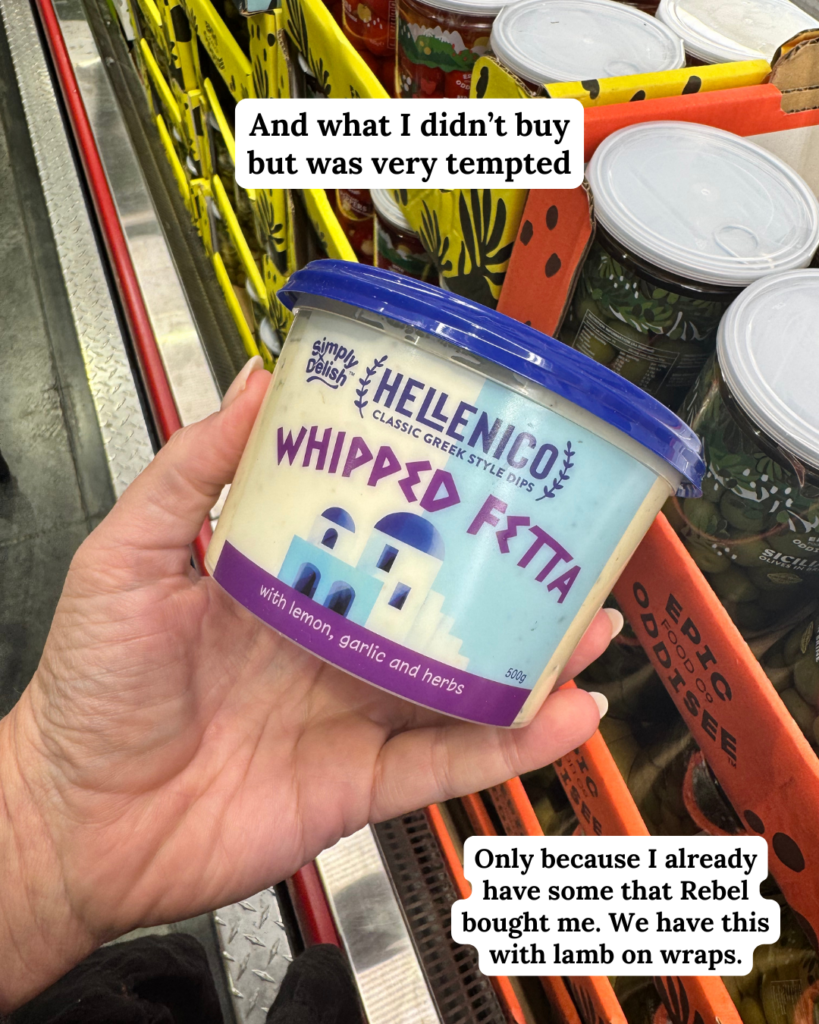 And what I didn’t buy
but was very tempted
simply
Delish
HELLENICO
CLASSIC GREEK STYLE DIPS
WHIPPED FETTA
with lemon, garlic and herbs
500g
SICILI
EPIC
FOOD CO
ODDISEE
Only because I already
have some that Rebel
bought me. We have this
with lamb on wraps.